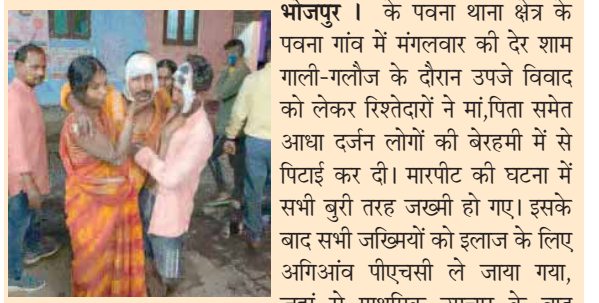 भोजपुर । के पवना थाना क्षेत्र के
पवना गांव में मंगलवार की देर शाम
गाली-गलौज के दौरान उपजे विवाद
को लेकर रिश्तेदारों ने मां,पिता समेत
आधा दर्जन लोगों की बेरहमी में से
पिटाई कर दी। मारपीट की घटना में
सभी बुरी तरह जख्मी हो गए। इसके
बाद सभी जख्मियों को इलाज के लिए
अगिआंव पीएचसी ले जाया गया,